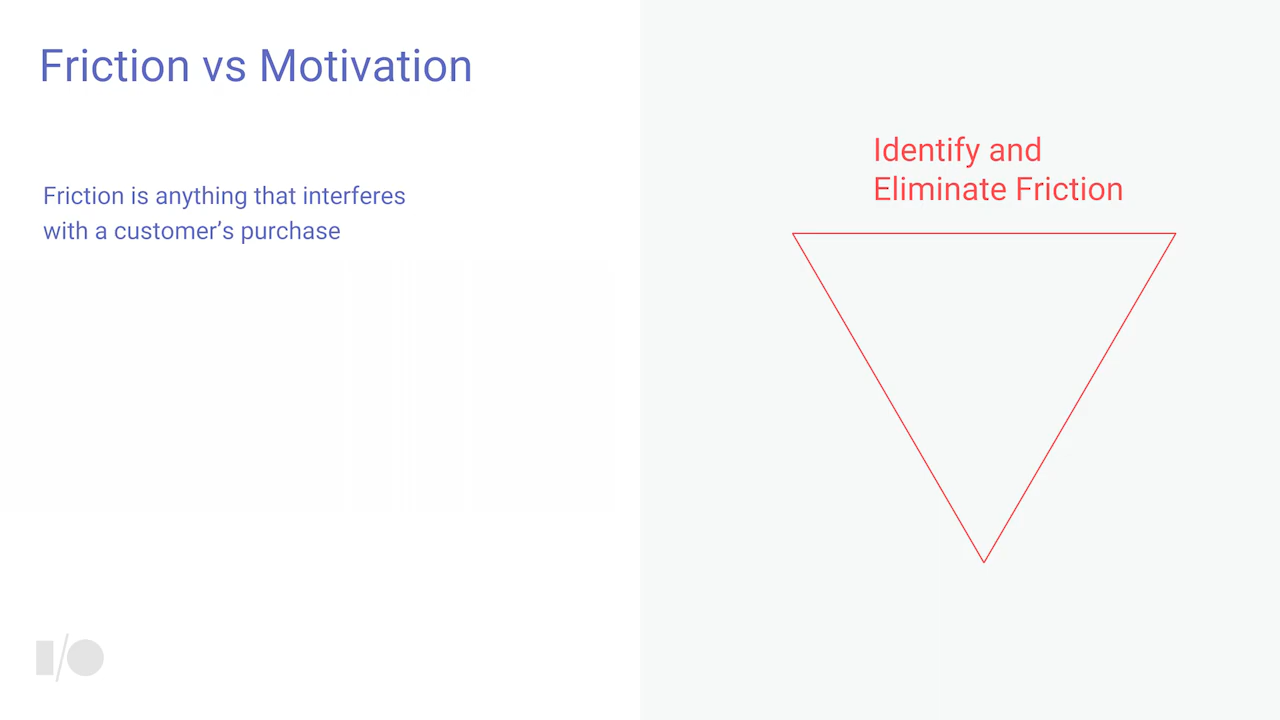 Friction vs Motivation
Friction is anything that interferes
with a customer’s purchase
Identify and
Eliminate Friction
I/O